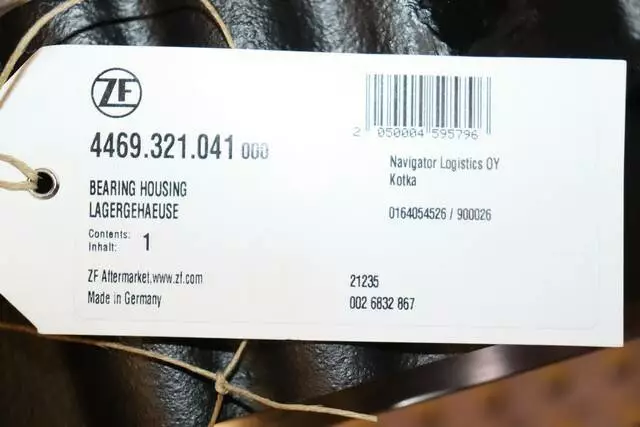 ZF
4469.321.041 000
BEARING HOUSING
LAGERGEHAEUSE
Contents:
Inhalt: 1
ZF Aftermarket.www.zf.com
Made in Germany
2 050004 595796
Navigator Logistics OY
Kotka
0164054526 / 900026
21235
002 6832 867